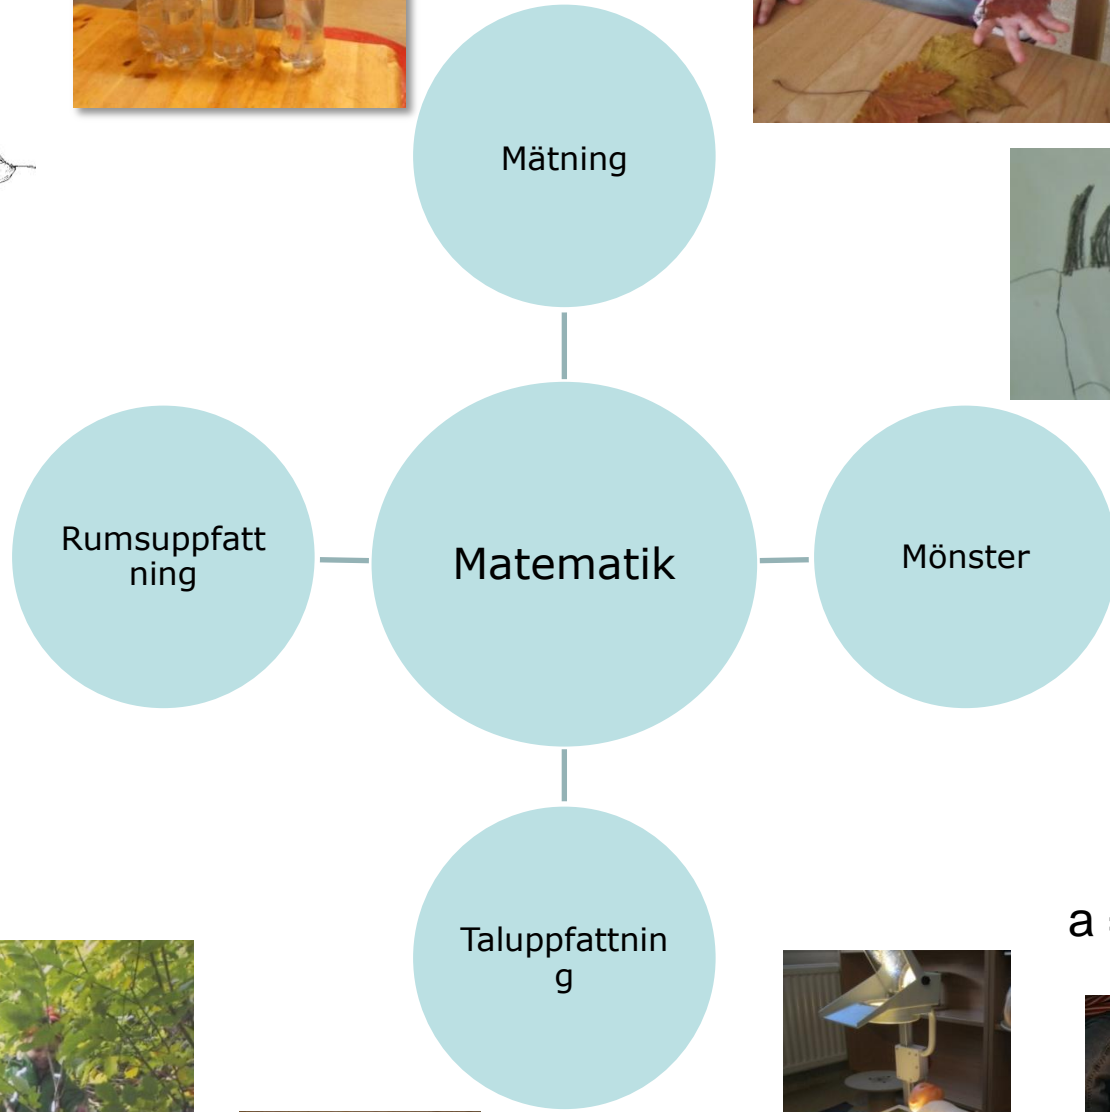 Mätning
Rumsuppfatt
ning
Matematik
Mönster
Taluppfattnin
g
a